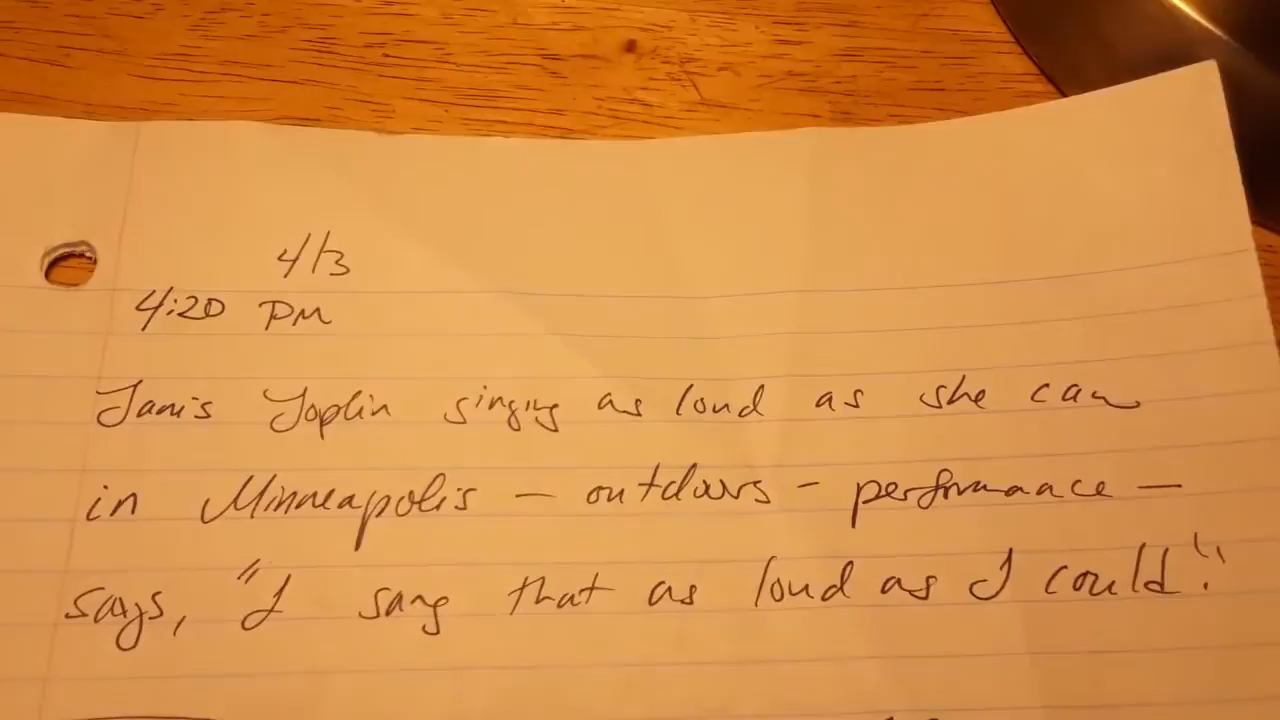 4/3
4:20 PM
Janis Joplin singing as loud as she can
in Minneapolis – outdoors – performance –
says, "I sang that as loud as I could".